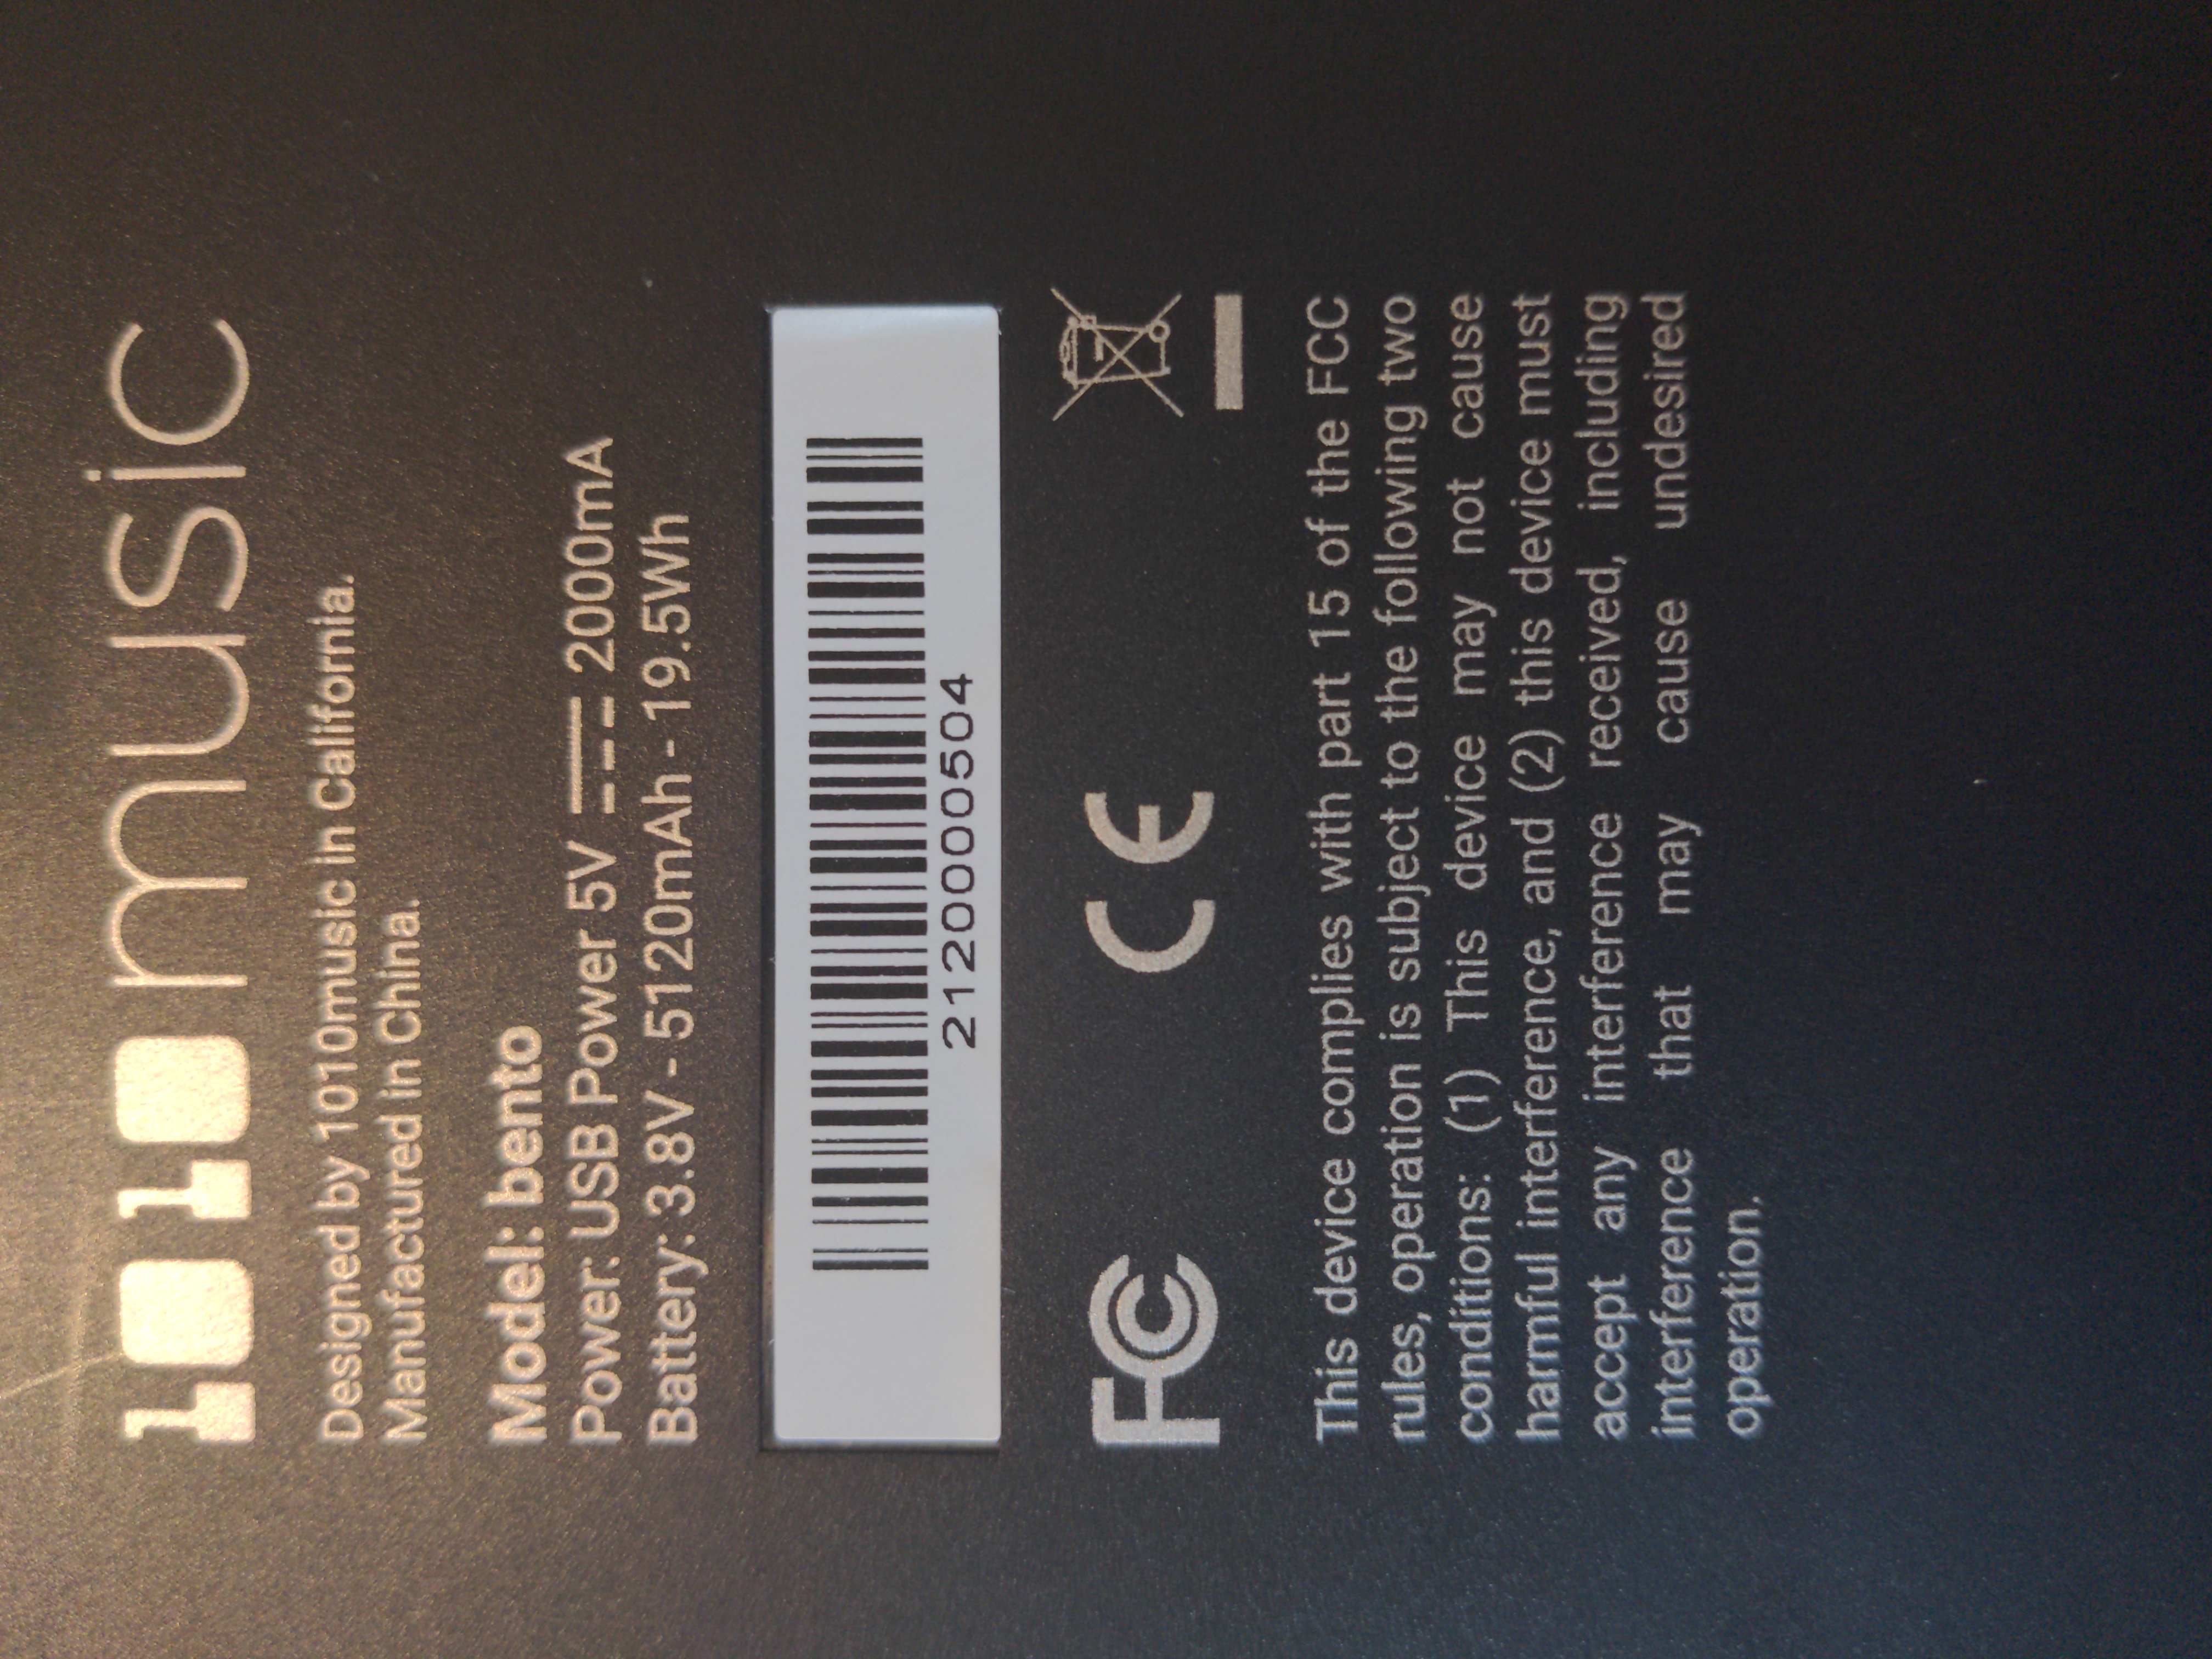 1010music
Designed by 1010music in California.
Manufactured in China.
Model: bento
Power: USB Power 5V ⎓ 2000mA
Battery: 3.8V - 5120mAh - 19.5Wh
2120000504
FC CE
This device complies with part 15 of the FCC
rules, operation is subject to the following two
conditions: (1) This device may not cause
harmful interference, and (2) this device must
accept any interference received, including
interference that may cause undesired
operation.